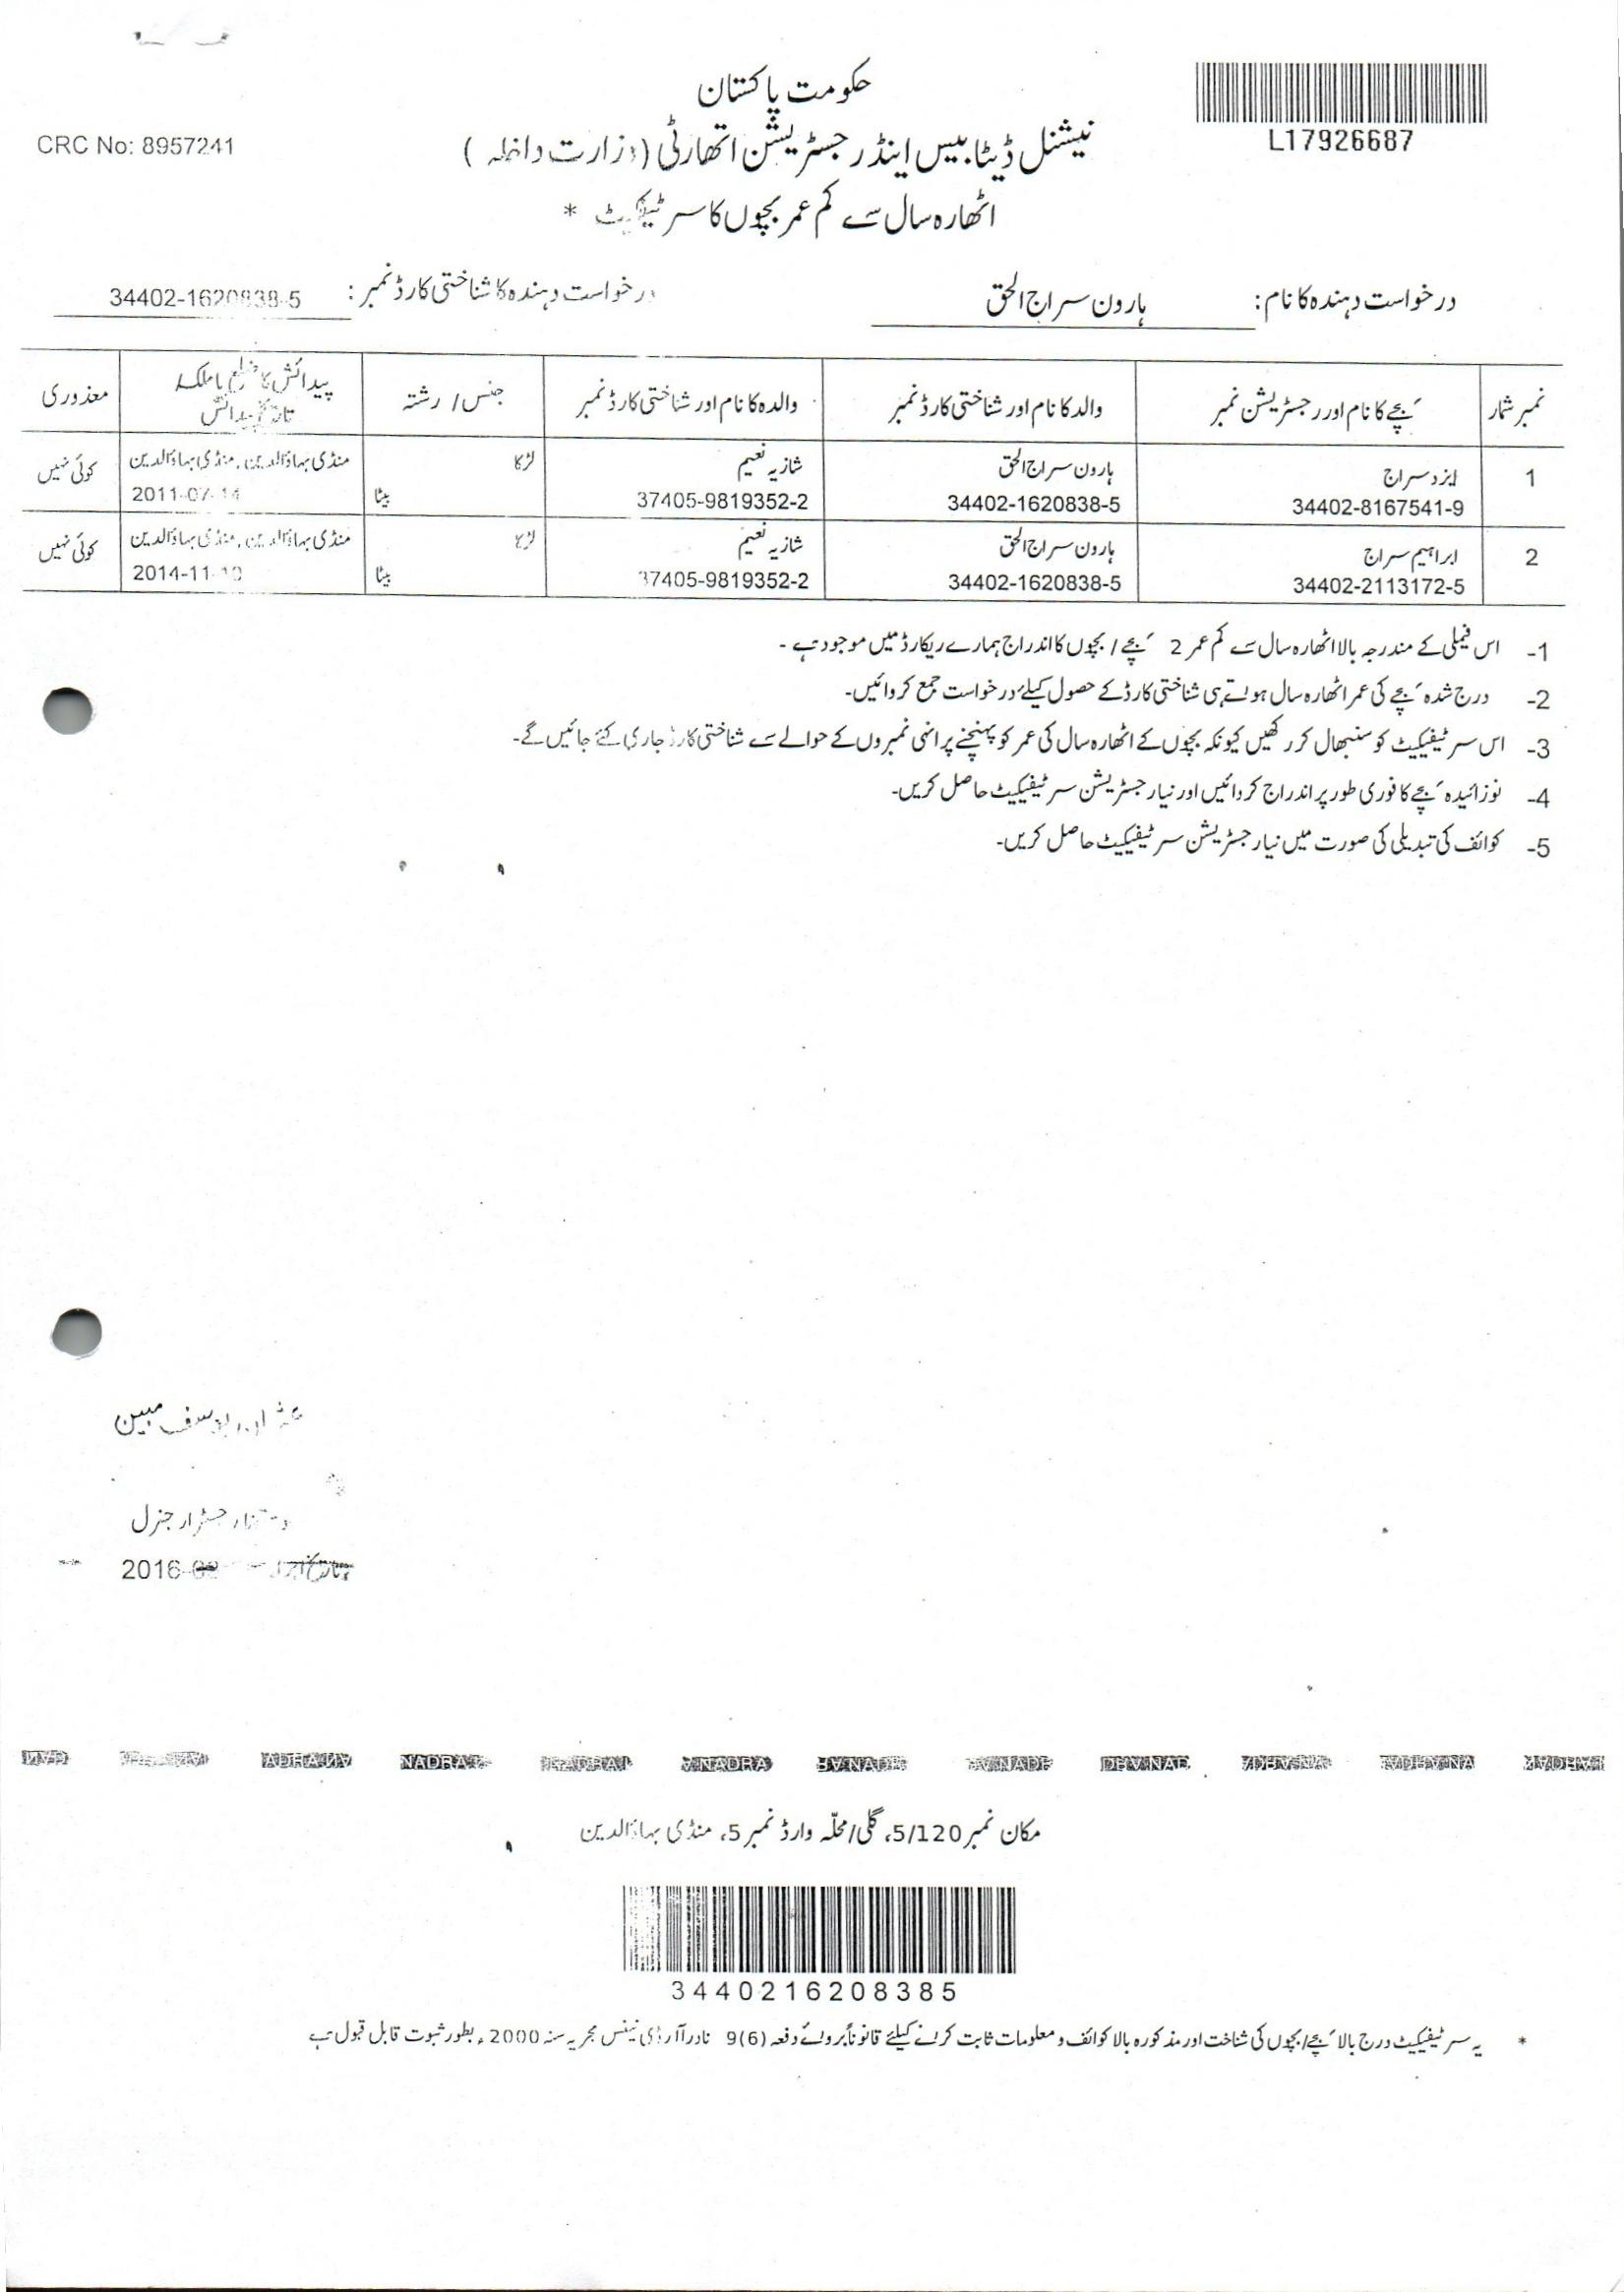 حکومت پاکستان
L17926687
CRC No: 8957241
نیشنل ڈیٹا بیس اینڈ رجسٹریشن اتھارٹی (وزارت داخلہ)
اٹھارہ سال سے کم عمر بچوں کا سرٹیفکیٹ *
درخواست دہندہ کا نام: ہارون سراج الحق درخواست دہندہ کا شناختی کارڈ نمبر: 34402-1620838-5
نمبر شمار بچے کا نام اور رجسٹریشن نمبر والد کا نام اور شناختی کارڈ نمبر والدہ کا نام اور شناختی کارڈ نمبر جنس / رشتہ پیدائش کا ضلع یا ملک / تاریخ پیدائش معذوری
1 ایزد سراج ہارون سراج الحق شازیہ نعیم لڑکا منڈی بہاؤالدین، منڈی بہاؤالدین کوئی نہیں
34402-8167541-9 34402-1620838-5 37405-9819352-2 بیٹا 2011-07-14
2 ابراہیم سراج ہارون سراج الحق شازیہ نعیم لڑکا منڈی بہاؤالدین، منڈی بہاؤالدین کوئی نہیں
34402-2113172-5 34402-1620838-5 37405-9819352-2 بیٹا 2014-11-10
1- اس فیملی کے مندرجہ بالا اٹھارہ سال سے کم عمر 2 بچے / بچوں کا اندراج ہمارے ریکارڈ میں موجود ہے -
2- درج شدہ بچے کی عمر اٹھارہ سال ہوتے ہی شناختی کارڈ کے حصول کیلئے درخواست جمع کروائیں-
3- اس سرٹیفیکیٹ کو سنبھال کر رکھیں کیونکہ بچوں کے اٹھارہ سال کی عمر کو پہنچنے پر انہی نمبروں کے حوالے سے شناختی کارڈ جاری کئے جائیں گے-
4- نوزائیدہ بچے کا فوری طور پر اندراج کروائیں اور نیا رجسٹریشن سرٹیفیکیٹ حاصل کریں-
5- کوائف کی تبدیلی کی صورت میں نیا رجسٹریشن سرٹیفیکیٹ حاصل کریں-
عثمان یوسف مبین
رجسٹرار جنرل
2016
NADRA NADRA NADRA
مکان نمبر 5/120، گلی/محلّہ وارڈ نمبر 5، منڈی بہاؤالدین
3440216208385
* یہ سرٹیفیکیٹ درج بالا بچے/بچوں کی شناخت اور مذکورہ بالا کوائف و معلومات ثابت کرنے کیلئے قانوناً بروئے دفعہ 9(6) نادرا آرڈی نینس مجریہ سنہ 2000ء بطور ثبوت قابل قبول ہے